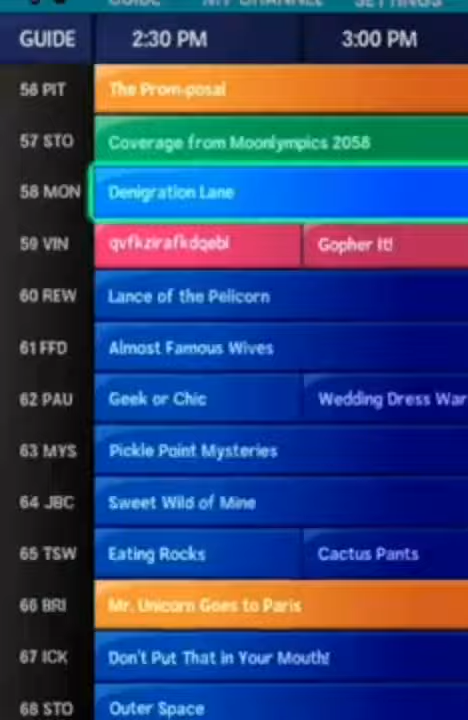 GUIDE MY CHANNEL SETTINGS
GUIDE 2:30 PM 3:00 PM
56 PIT The Prom-posal
57 STO Coverage from Moonlympics 2058
58 MON Denigration Lane
59 VIN qvfkzirafkdqebl Gopher It!
60 REW Lance of the Pelicorn
61 FFD Almost Famous Wives
62 PAU Geek or Chic Wedding Dress War
63 MYS Pickle Point Mysteries
64 JBC Sweet Wild of Mine
65 TSW Eating Rocks Cactus Pants
66 BRI Mr. Unicorn Goes to Paris
67 ICK Don't Put That in Your Mouth!
68 STO Outer Space